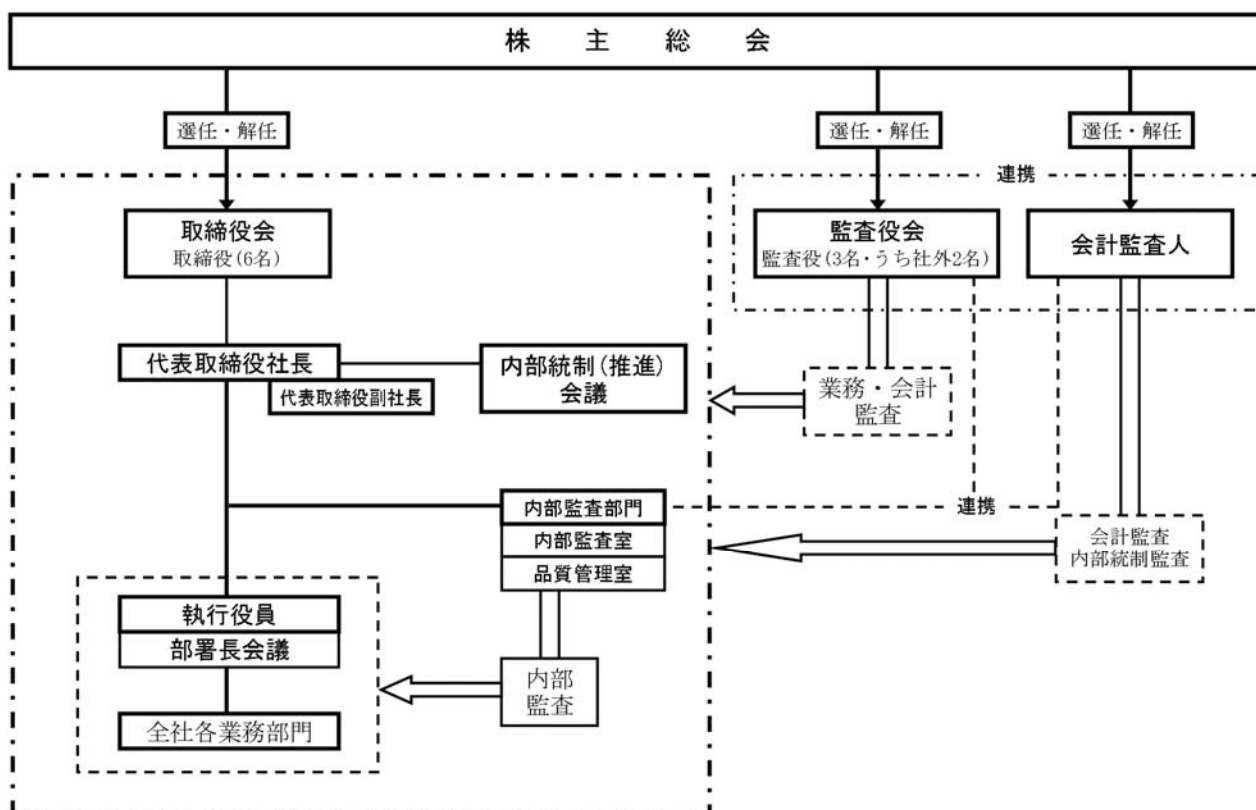 株主総会
選任・解任
選任・解任
選任・解任
連携
取締役会
取締役(6名)
監査役会
監査役(3名・うち社外2名)
会計監査人
代表取締役社長
代表取締役副社長
内部統制(推進)
会議
業務・会計
監査
内部監査部門
内部監査室
品質管理室
連携
会計監査
内部統制監査
執行役員
部署長会議
内部
監査
全社各業務部門